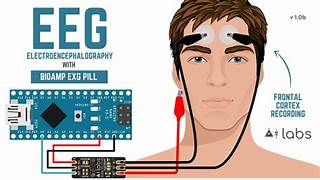 EEG
ELECTROENCEPHALOGRAPHY
WITH
BIOAMP EXG PILL
v 1.0b
FRONTAL
CORTEX
RECORDING
labs